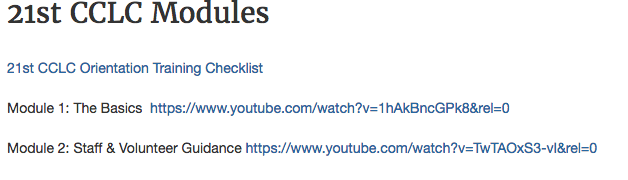 21st CCLC Modules
21st CCLC Orientation Training Checklist
Module 1: The Basics https://www.youtube.com/watch?v=1hAkBncGPk8&rel=0
Module 2: Staff & Volunteer Guidance https://www.youtube.com/watch?v=TwTAOxS3-vI&rel=0